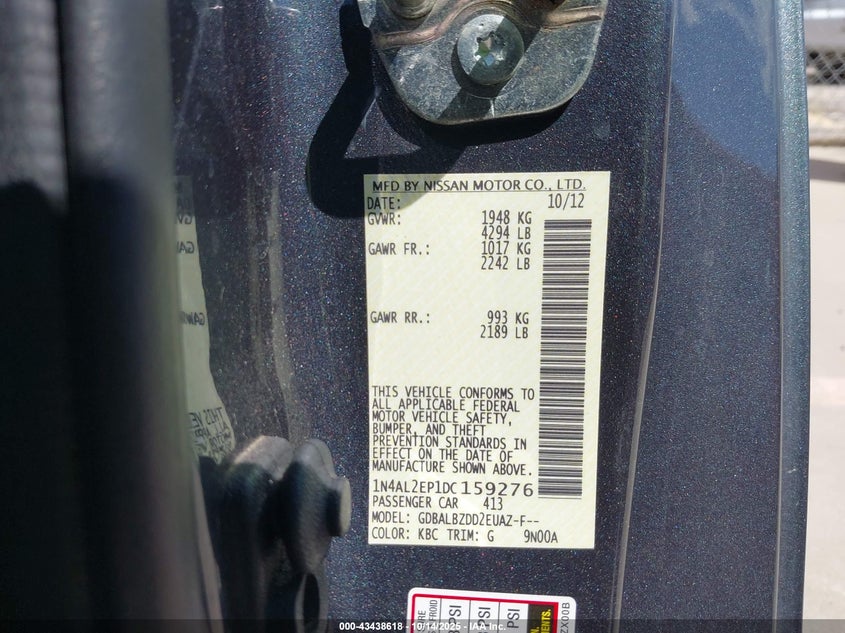 MFD BY NISSAN MOTOR CO., LTD.
DATE: 10/12
GVWR: 1948 KG
4294 LB
GAWR FR.: 1017 KG
2242 LB
GAWR RR.: 993 KG
2189 LB
THIS VEHICLE CONFORMS TO
ALL APPLICABLE FEDERAL
MOTOR VEHICLE SAFETY,
BUMPER, AND THEFT
PREVENTION STANDARDS IN
EFFECT ON THE DATE OF
MANUFACTURE SHOWN ABOVE.
1N4AL2EP1DC159276
PASSENGER CAR 413
MODEL: GDBALBZDD2EUAZ-F--
COLOR: KBC TRIM: G 9N00A
PSI
PSI
PSI
ZX00B
000-43438618 - 10/14/2025 - IAA, Inc.